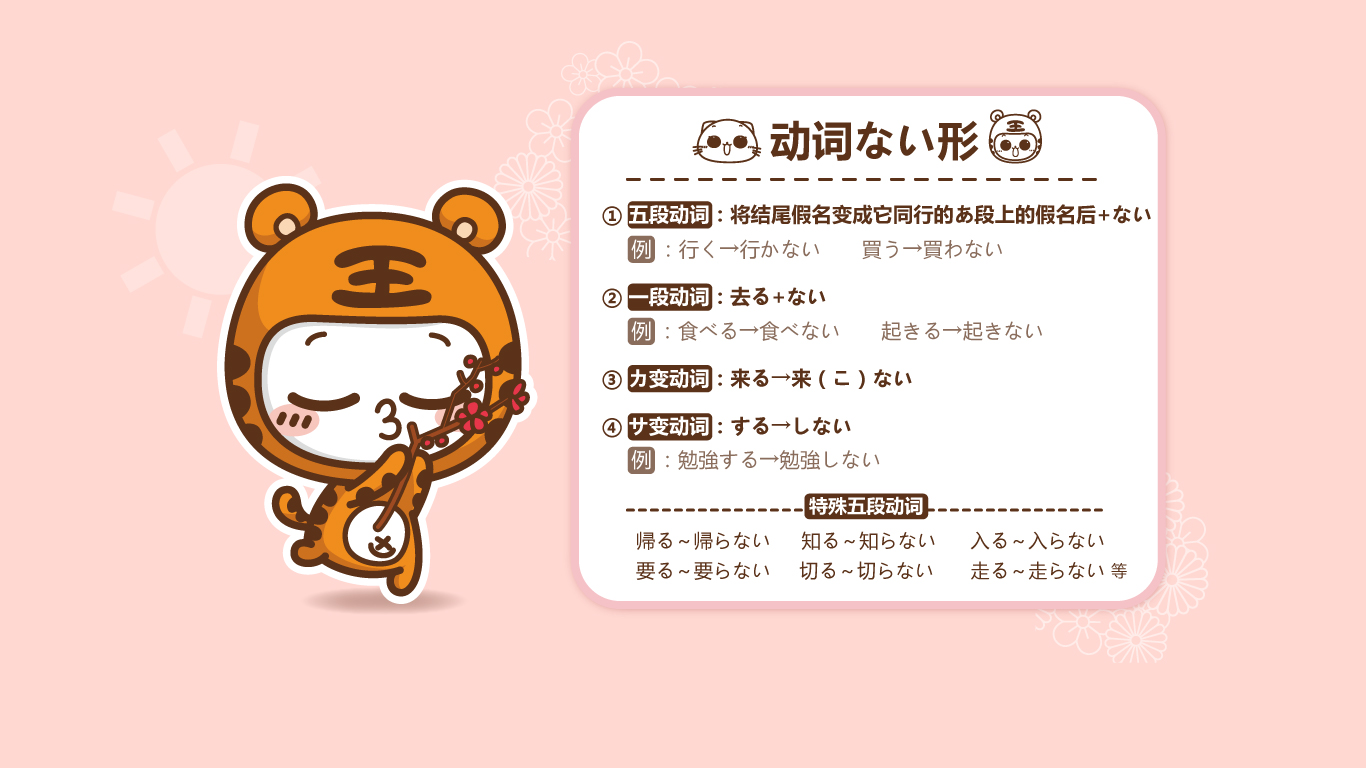 王
动词ない形
王
① 五段动词：将结尾假名变成它同行的あ段上的假名后+ない
例：行く→行かない　買う→買わない
② 一段动词：去る+ない
例：食べる→食べない　起きる→起きない
③ カ变动词：来る→来（こ）ない
④ サ变动词：する→しない
例：勉強する→勉強しない
特殊五段动词
帰る~帰らない　知る~知らない　入る~入らない
要る~要らない　切る~切らない　走る~走らない 等